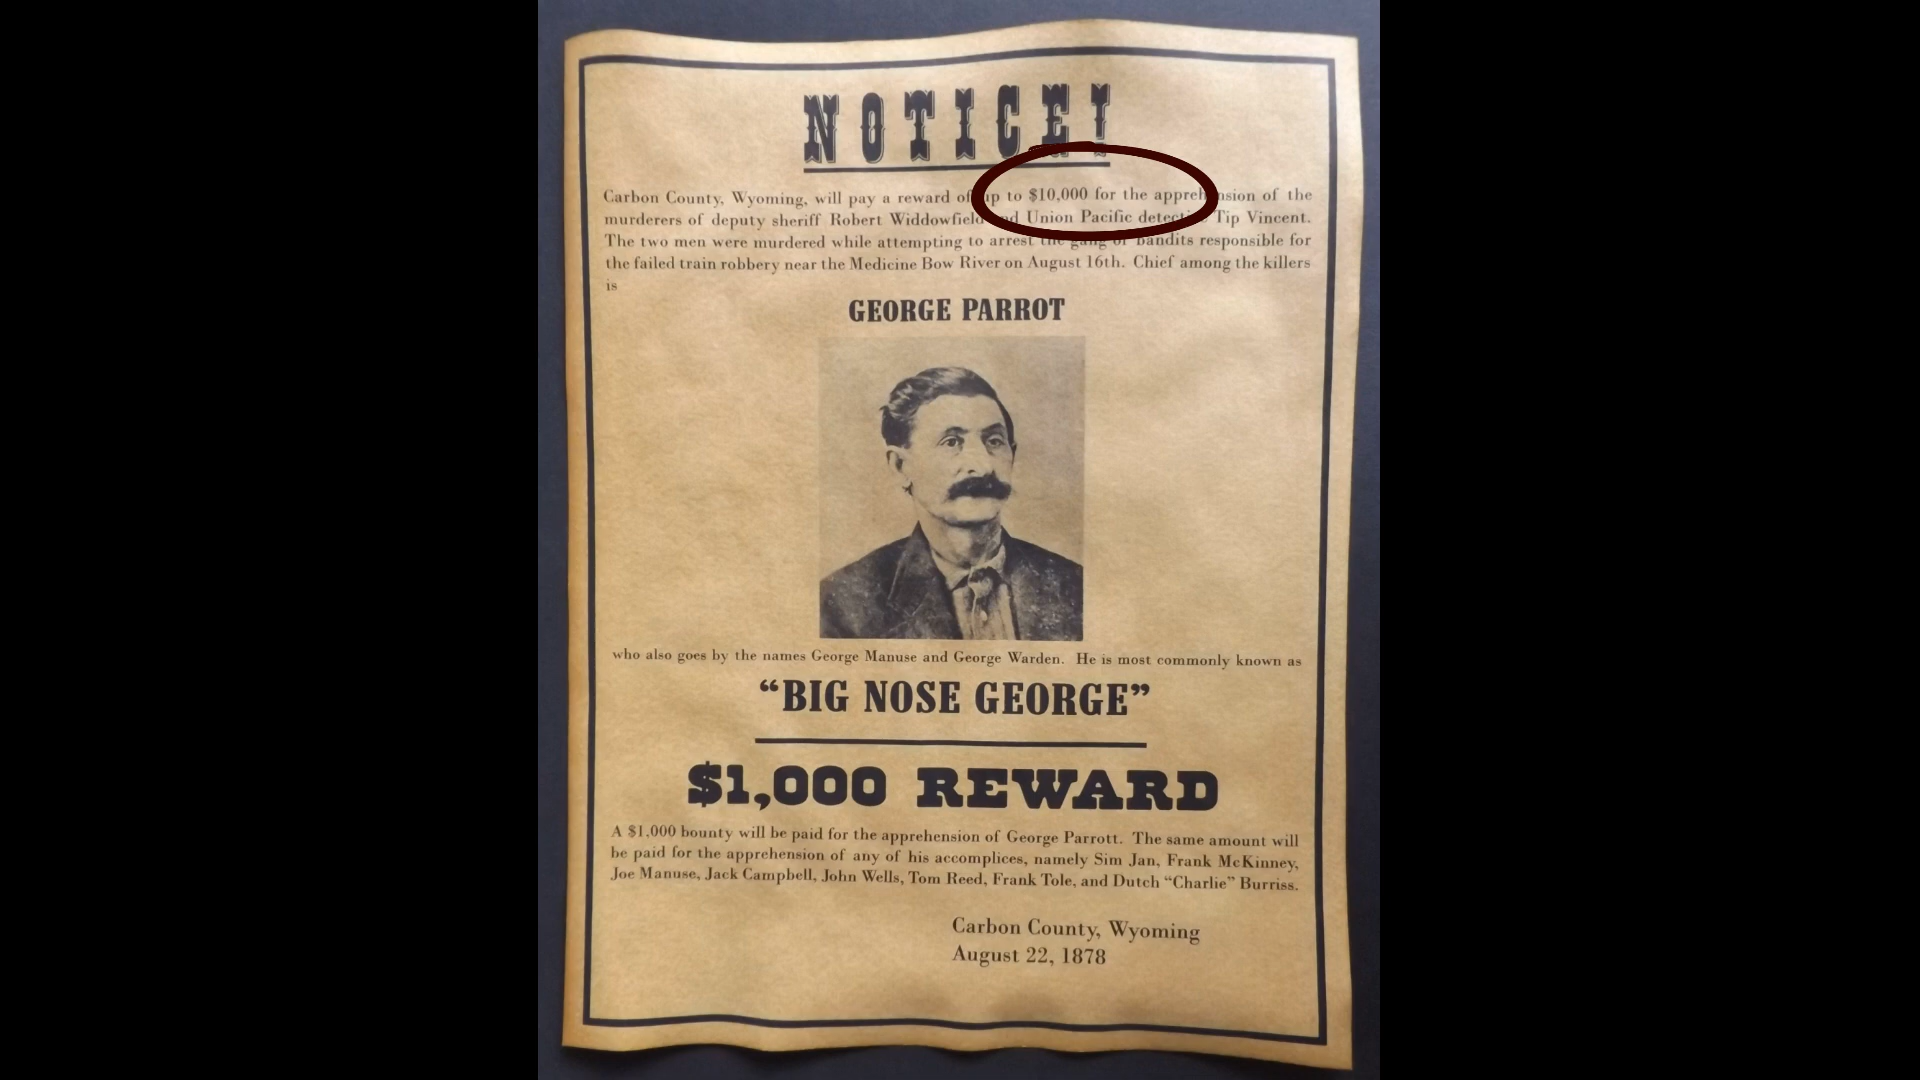 NOTICE!
Carbon County, Wyoming, will pay a reward of up to $10,000 for the apprehension of the
murderers of deputy sheriff Robert Widdowfield and Union Pacific detective Tip Vincent.
The two men were murdered while attempting to arrest the gang of bandits responsible for
the failed train robbery near the Medicine Bow River on August 16th. Chief among the killers
is
GEORGE PARROT
who also goes by the names George Manuse and George Warden. He is most commonly known as
“BIG NOSE GEORGE”
$1,000 REWARD
A $1,000 bounty will be paid for the apprehension of George Parrott. The same amount will
be paid for the apprehension of any of his accomplices, namely Sim Jan, Frank McKinney,
Joe Manuse, Jack Campbell, John Wells, Tom Reed, Frank Tole, and Dutch “Charlie” Burriss.
Carbon County, Wyoming
August 22, 1878